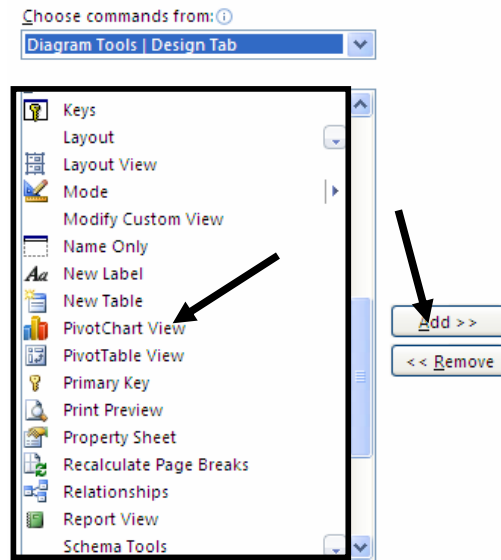 Choose commands from:
Diagram Tools | Design Tab
Keys
Layout
Layout View
Mode
Modify Custom View
Name Only
Aa New Label
New Table
PivotChart View
PivotTable View
Primary Key
Print Preview
Property Sheet
Recalculate Page Breaks
Relationships
Report View
Schema Tools
Add >>
<< Remove